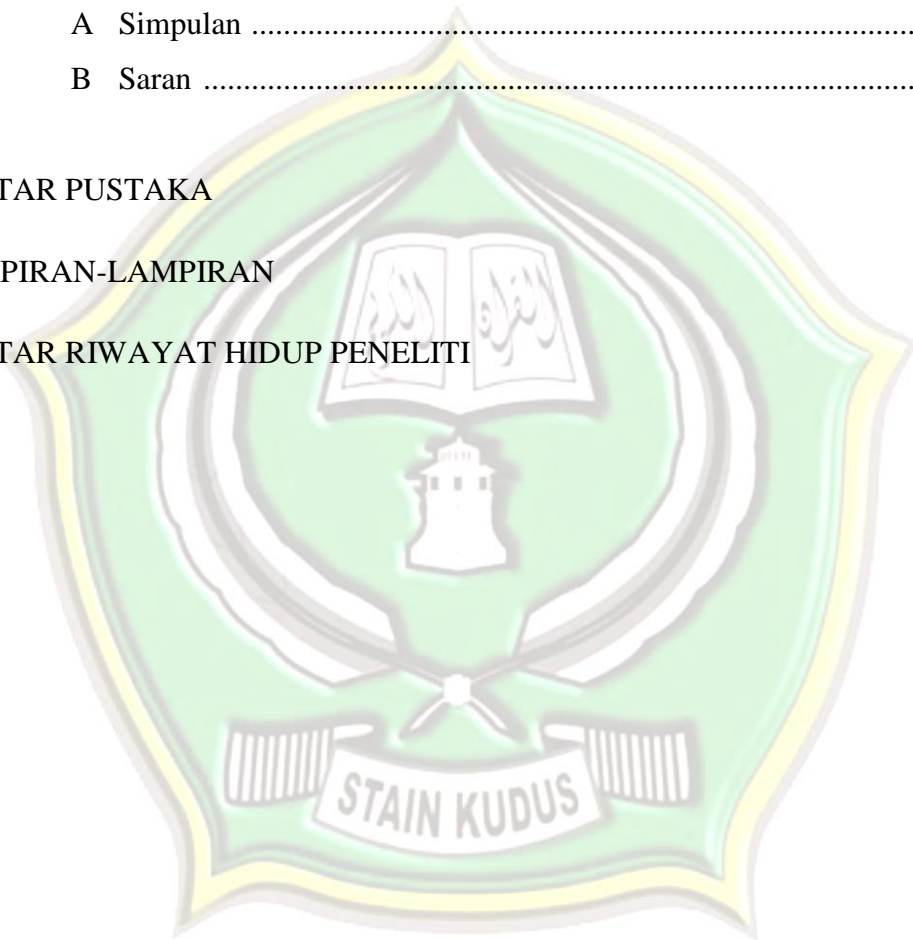 A Simpulan ....................................................................................
B Saran ..........................................................................................
TAR PUSTAKA
PIRAN-LAMPIRAN
TAR RIWAYAT HIDUP PENELITI
STAIN KUDUS